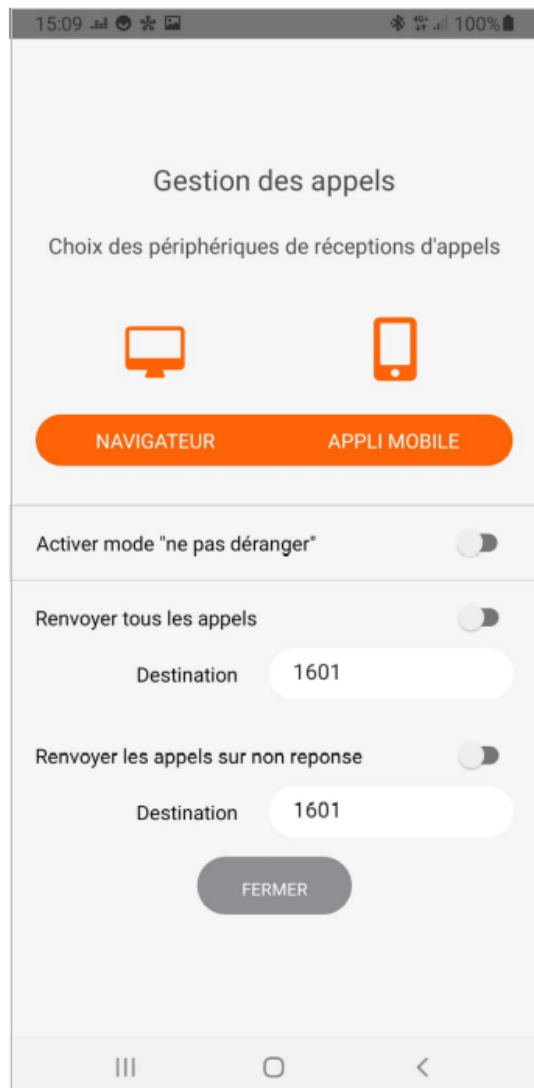 15:09 100%
Gestion des appels
Choix des périphériques de réceptions d'appels
NAVIGATEUR APPLI MOBILE
Activer mode "ne pas déranger"
Renvoyer tous les appels
Destination 1601
Renvoyer les appels sur non reponse
Destination 1601
FERMER